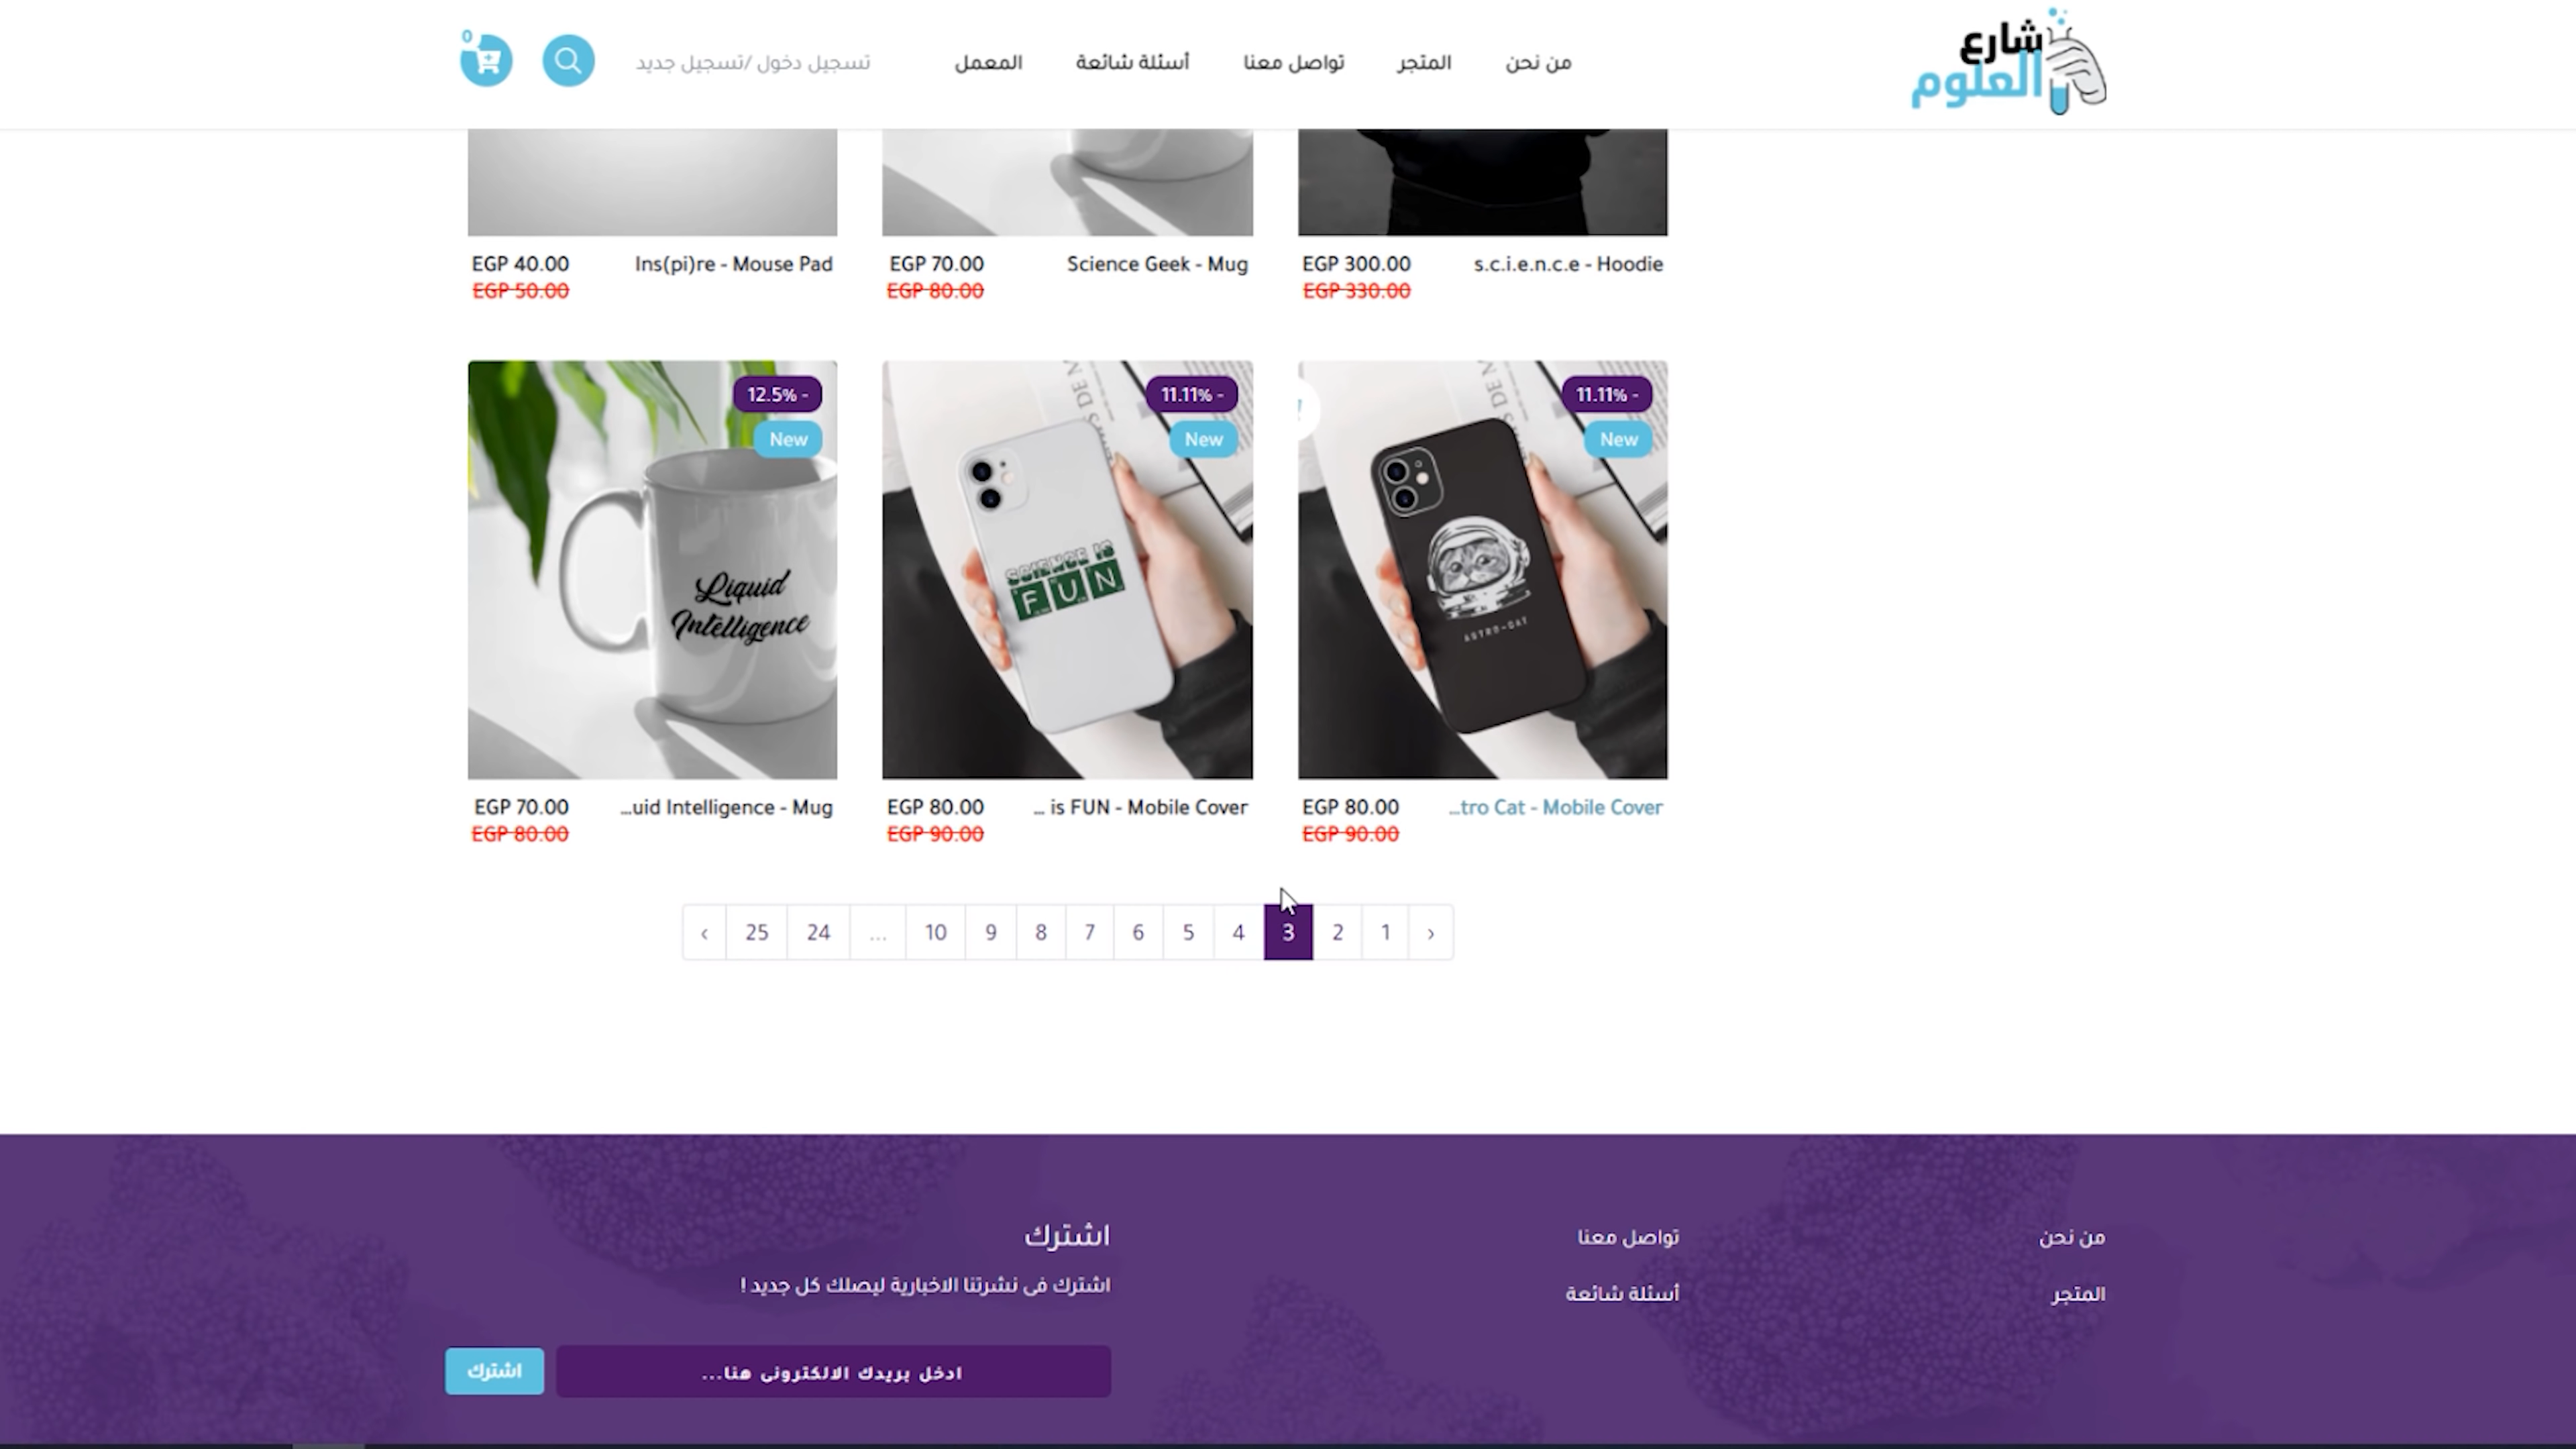 شارع
العلوم
من نحن
المتجر
تواصل معنا
أسئلة شائعة
المعمل
تسجيل دخول /تسجيل جديد
0
s.c.i.e.n.c.e - Hoodie
EGP 300.00
EGP 330.00
Science Geek - Mug
EGP 70.00
EGP 80.00
Ins(pi)re - Mouse Pad
EGP 40.00
EGP 50.00
11.11% -
New
ASTRO-CAT
...tro Cat - Mobile Cover
EGP 80.00
EGP 90.00
11.11% -
New
SCIENCE IS
FUN
... is FUN - Mobile Cover
EGP 80.00
EGP 90.00
12.5% -
New
Liquid
Intelligence
...uid Intelligence - Mug
EGP 70.00
EGP 80.00
‹ 25 24 ... 10 9 8 7 6 5 4 3 2 1 ›
من نحن
المتجر
تواصل معنا
أسئلة شائعة
اشترك
اشترك فى نشرتنا الاخبارية ليصلك كل جديد !
ادخل بريدك الالكترونى هنا...
اشترك